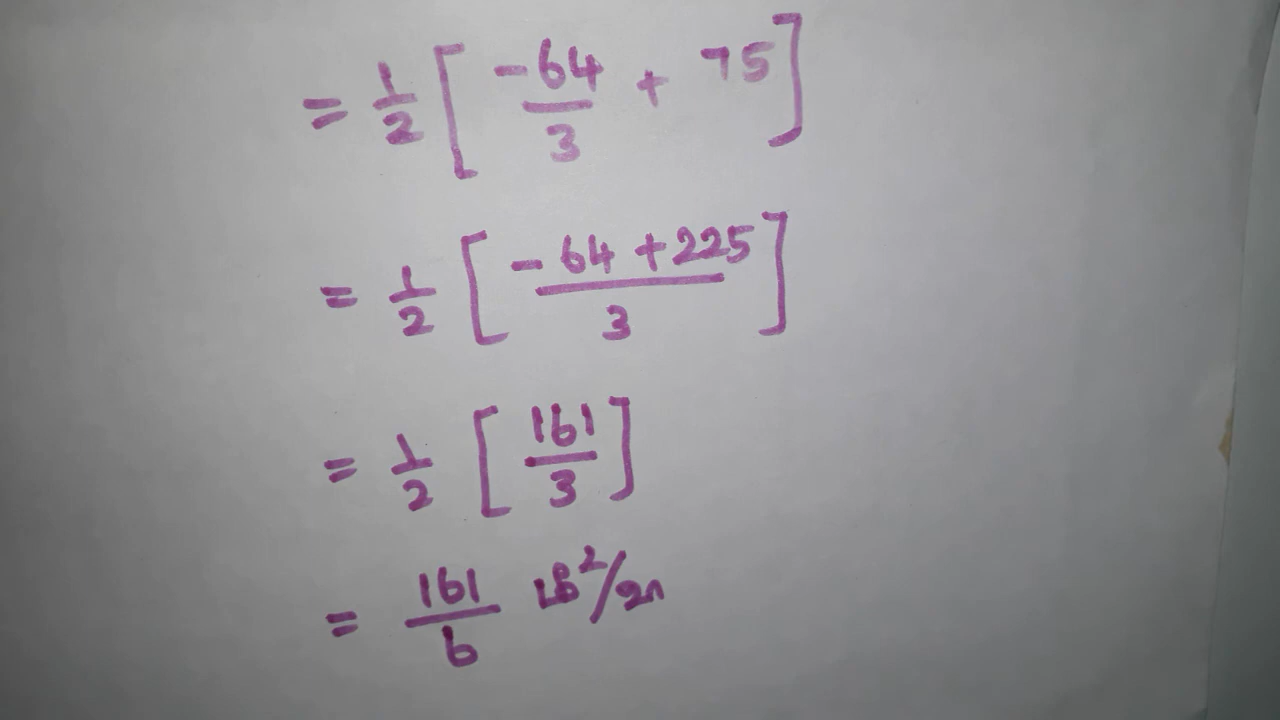 = 1/2 [ -64/3 + 75 ]
= 1/2 [ (-64 + 225)/3 ]
= 1/2 [ 161/3 ]
= 161/6